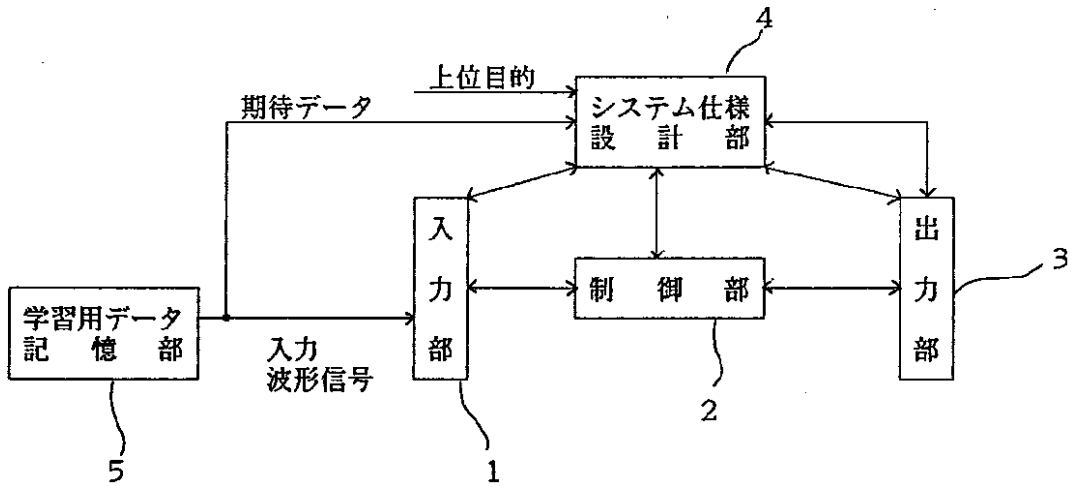 4
上位目的
期待データ
システム仕様
設計部
入力部
制御部
出力部
3
学習用データ
記憶部
入力
波形信号
2
5
1